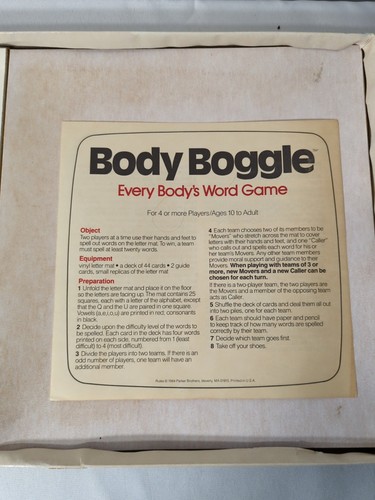 Body Boggle™
Every Body's Word Game
For 4 or more Players/Ages 10 to Adult
Object
Two players at a time use their hands and feet to
spell out words on the letter mat. To win, a team
must spell at least twenty words.
Equipment
vinyl letter mat • a deck of 44 cards • 2 guide
cards, small replicas of the letter mat
Preparation
1 Unfold the letter mat and place it on the floor
so the letters are facing up. The mat contains 25
squares, each with a letter of the alphabet, except
that the Q and the U are paired in one square.
Vowels (a,e,i,o,u) are printed in red, consonants
in black.
2 Decide upon the difficulty level of the words to
be spelled. Each card in the deck has four words
printed on each side, numbered from 1 (least
difficult) to 4 (most difficult).
3 Divide the players into two teams. If there is an
odd number of players, one team will have an
additional member
4 Each team chooses two of its members to be
"Movers" who stretch across the mat to cover
letters with their hands and feet, and one "Caller"
who calls out and spells each word for his or
her team's Movers. Any other team members
provide moral support and guidance to their
Movers. When playing with teams of 3 or
more, new Movers and a new Caller can be
chosen for each turn.
If there is a two-player team, the two players are
the Movers and a member of the opposing team
acts as Caller.
5 Shuffle the deck of cards and deal them all out
into two piles, one for each team.
6 Each team should have paper and pencil
to keep track of how many words are spelled
correctly by their team.
7 Decide which team goes first
8 Take off your shoes.
Parker Brothers, Beverly, MA 01915. Printed in U.S.A.